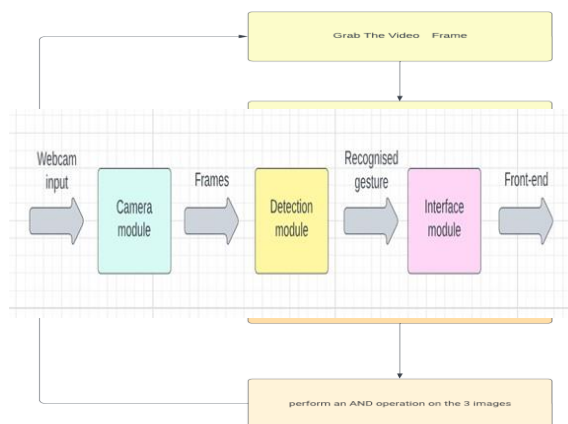 Grab The Video Frame
Webcam
input
Camera
module
Frames
Detection
module
Recognised
gesture
Interface
module
Front-end
perform an AND operation on the 3 images